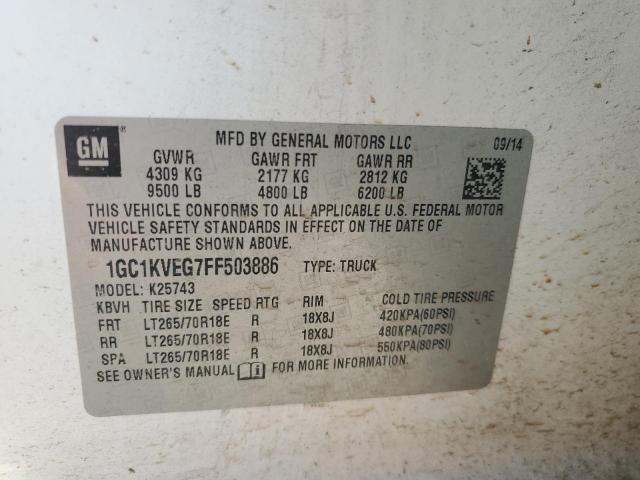 GM
MFD BY GENERAL MOTORS LLC 09/14
GVWR GAWR FRT GAWR RR
4309 KG 2177 KG 2812 KG
9500 LB 4800 LB 6200 LB
THIS VEHICLE CONFORMS TO ALL APPLICABLE U.S. FEDERAL MOTOR
VEHICLE SAFETY STANDARDS IN EFFECT ON THE DATE OF
MANUFACTURE SHOWN ABOVE.
1GC1KVEG7FF503886 TYPE: TRUCK
MODEL: K25743
KBVH TIRE SIZE SPEED RTG RIM COLD TIRE PRESSURE
FRT LT265/70R18E R 18X8J 420KPA(60PSI)
RR LT265/70R18E R 18X8J 480KPA(70PSI)
SPA LT265/70R18E R 18X8J 550KPA(80PSI)
SEE OWNER'S MANUAL i FOR MORE INFORMATION.